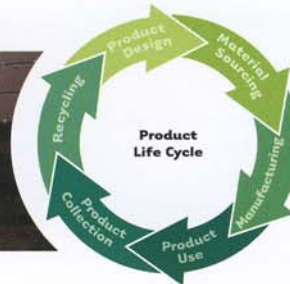 Product
Design
Material
Sourcing
Manufacturing
Product
Use
Product
Collection
Recycling
Product
Life Cycle